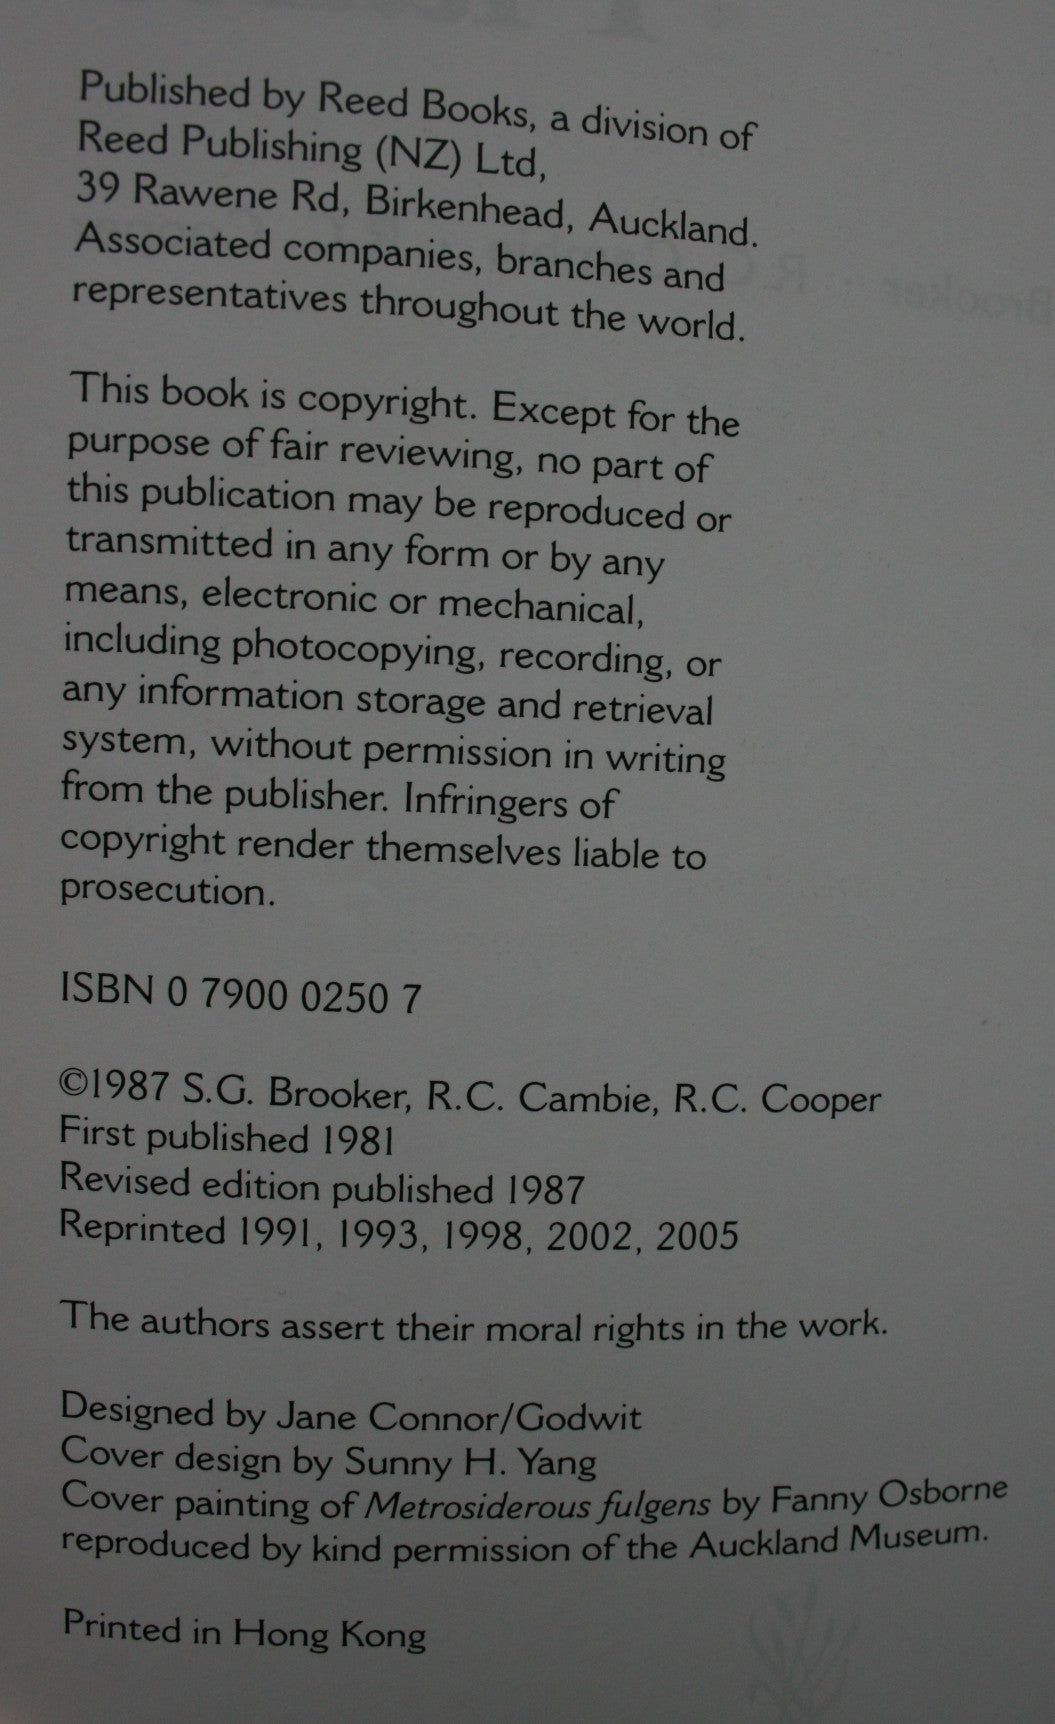 Published by Reed Books, a division of
Reed Publishing (NZ) Ltd,
39 Rawene Rd, Birkenhead, Auckland.
Associated companies, branches and
representatives throughout the world.
This book is copyright. Except for the
purpose of fair reviewing, no part of
this publication may be reproduced or
transmitted in any form or by any
means, electronic or mechanical,
including photocopying, recording, or
any information storage and retrieval
system, without permission in writing
from the publisher. Infringers of
copyright render themselves liable to
prosecution.
ISBN 0 7900 0250 7
©1987 S.G. Brooker, R.C. Cambie, R.C. Cooper
First published 1981
Revised edition published 1987
Reprinted 1991, 1993, 1998, 2002, 2005
The authors assert their moral rights in the work.
Designed by Jane Connor/Godwit
Cover design by Sunny H. Yang
Cover painting of Metrosiderous fulgens by Fanny Osborne
reproduced by kind permission of the Auckland Museum.
Printed in Hong Kong